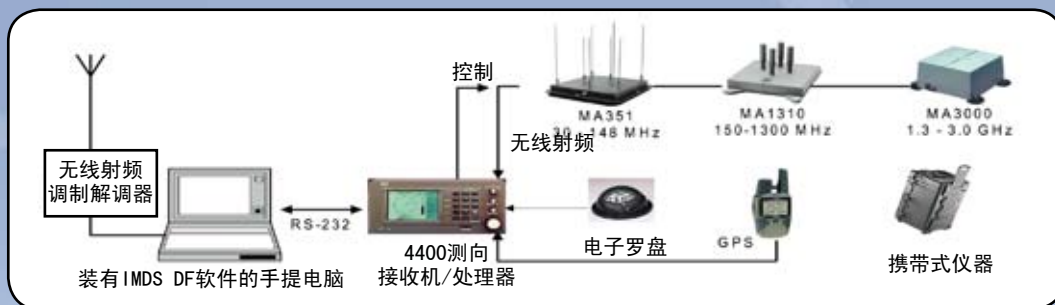 控制
MA351
30 - 148 MHz
MA1310
150-1300 MHz
MA3000
1.3 - 3.0 GHz
无线射频
无线射频
调制解调器
RS-232
电子罗盘
GPS
4400测向
接收机/处理器
装有IMDS DF软件的手提电脑
携带式仪器